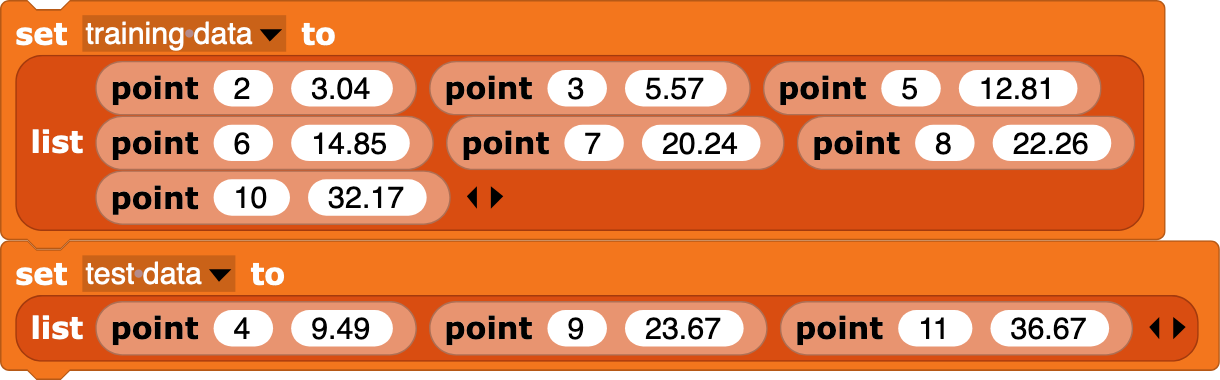 set training data to
point 2 3.04 point 3 5.57 point 5 12.81
list point 6 14.85 point 7 20.24 point 8 22.26
point 10 32.17
set test data to
list point 4 9.49 point 9 23.67 point 11 36.67